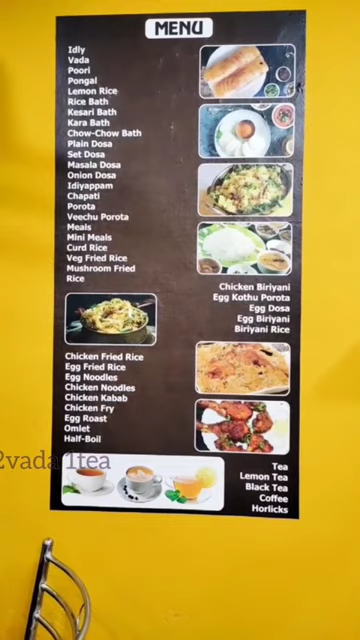 MENU
Idly
Vada
Poori
Pongal
Lemon Rice
Rice Bath
Kesari Bath
Kara Bath
Chow-Chow Bath
Plain Dosa
Set Dosa
Masala Dosa
Onion Dosa
Idiyappam
Chapati
Porota
Veechu Porota
Meals
Mini Meals
Curd Rice
Veg Fried Rice
Mushroom Fried
Rice
Chicken Biriyani
Egg Kothu Porota
Egg Dosa
Egg Biriyani
Biriyani Rice
Chicken Fried Rice
Egg Fried Rice
Egg Noodles
Chicken Noodles
Chicken Kabab
Chicken Fry
Egg Roast
Omlet
Half-Boil
2vada 1tea
Tea
Lemon Tea
Black Tea
Coffee
Horlicks